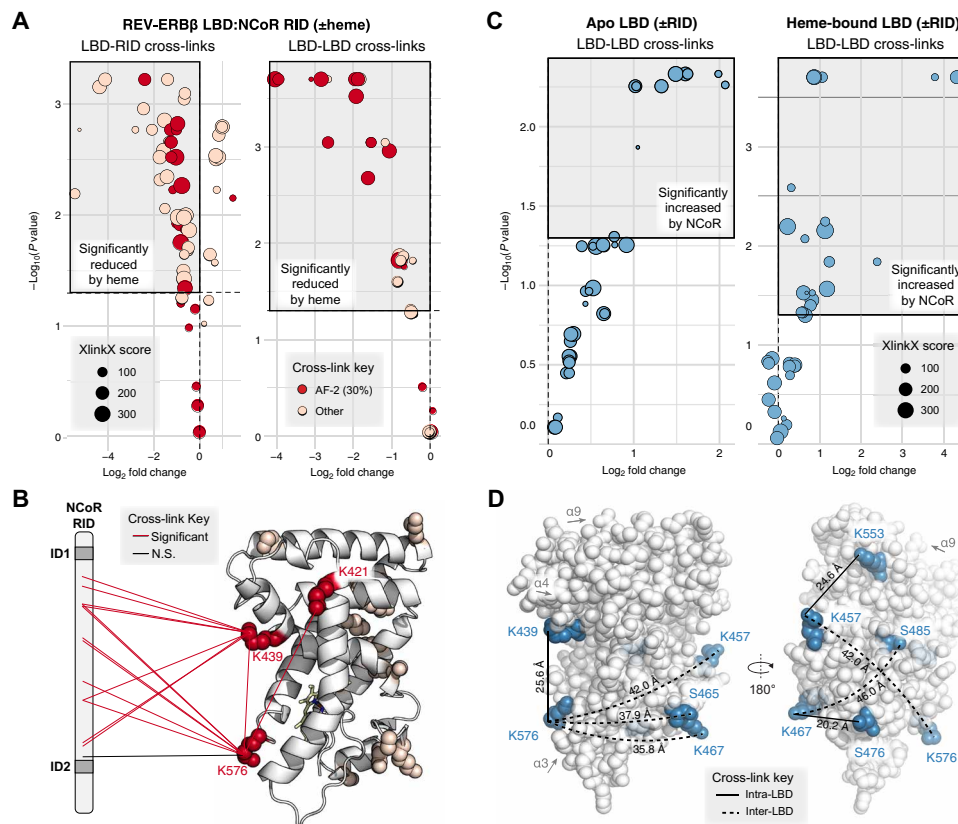 A
REV-ERBβ LBD:NCoR RID (±heme)
LBD-RID cross-links
LBD-LBD cross-links
−Log10(P value)
3
2
1
0
Significantly
reduced
by heme
XlinkX score
100
200
300
−4
−2
0
Log2 fold change
3
2
1
0
Significantly
reduced
by heme
Cross-link key
AF-2 (30%)
Other
−4
−3
−2
−1
0
Log2 fold change
C
Apo LBD (±RID)
Heme-bound LBD (±RID)
LBD-LBD cross-links
LBD-LBD cross-links
−Log10(P value)
2.0
1.5
1.0
0.5
0.0
Significantly
increased
by NCoR
0
1
2
Log2 fold change
3
2
1
0
Significantly
increased
by NCoR
XlinkX score
100
200
300
0
1
2
3
4
Log2 fold change
B
NCoR
RID
ID1
ID2
Cross-link Key
Significant
N.S.
K421
K439
K576
D
α9
α4
K439
25.6 Å
K576
α3
42.0 Å
37.9 Å
35.8 Å
K457
S465
K467
180°
K553
α9
24.6 Å
K457
S485
42.0 Å
46.0 Å
K467
20.2 Å
S476
K576
Cross-link key
Intra-LBD
Inter-LBD